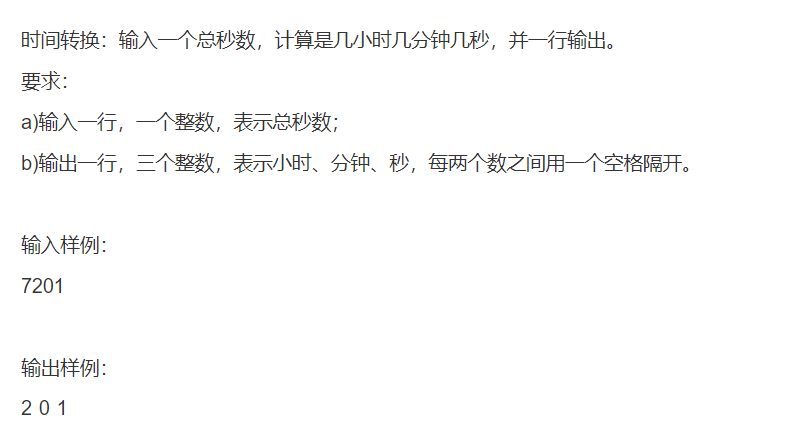 时间转换：输入一个总秒数，计算是几小时几分钟几秒，并一行输出。
要求：
a)输入一行，一个整数，表示总秒数；
b)输出一行，三个整数，表示小时、分钟、秒，每两个数之间用一个空格隔开。
输入样例：
7201
输出样例：
2 0 1